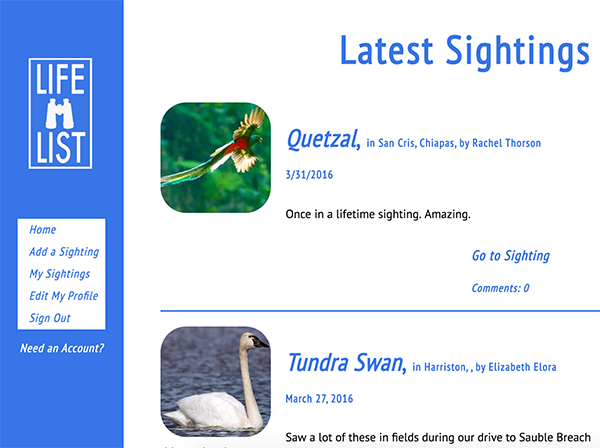 LIFE
LIST
Home
Add a Sighting
My Sightings
Edit My Profile
Sign Out
Need an Account?
Latest Sightings
Quetzal, in San Cris, Chiapas, by Rachel Thorson
3/31/2016
Once in a lifetime sighting. Amazing.
Go to Sighting
Comments: 0
Tundra Swan, in Harriston, , by Elizabeth Elora
March 27, 2016
Saw a lot of these in fields during our drive to Sauble Breach